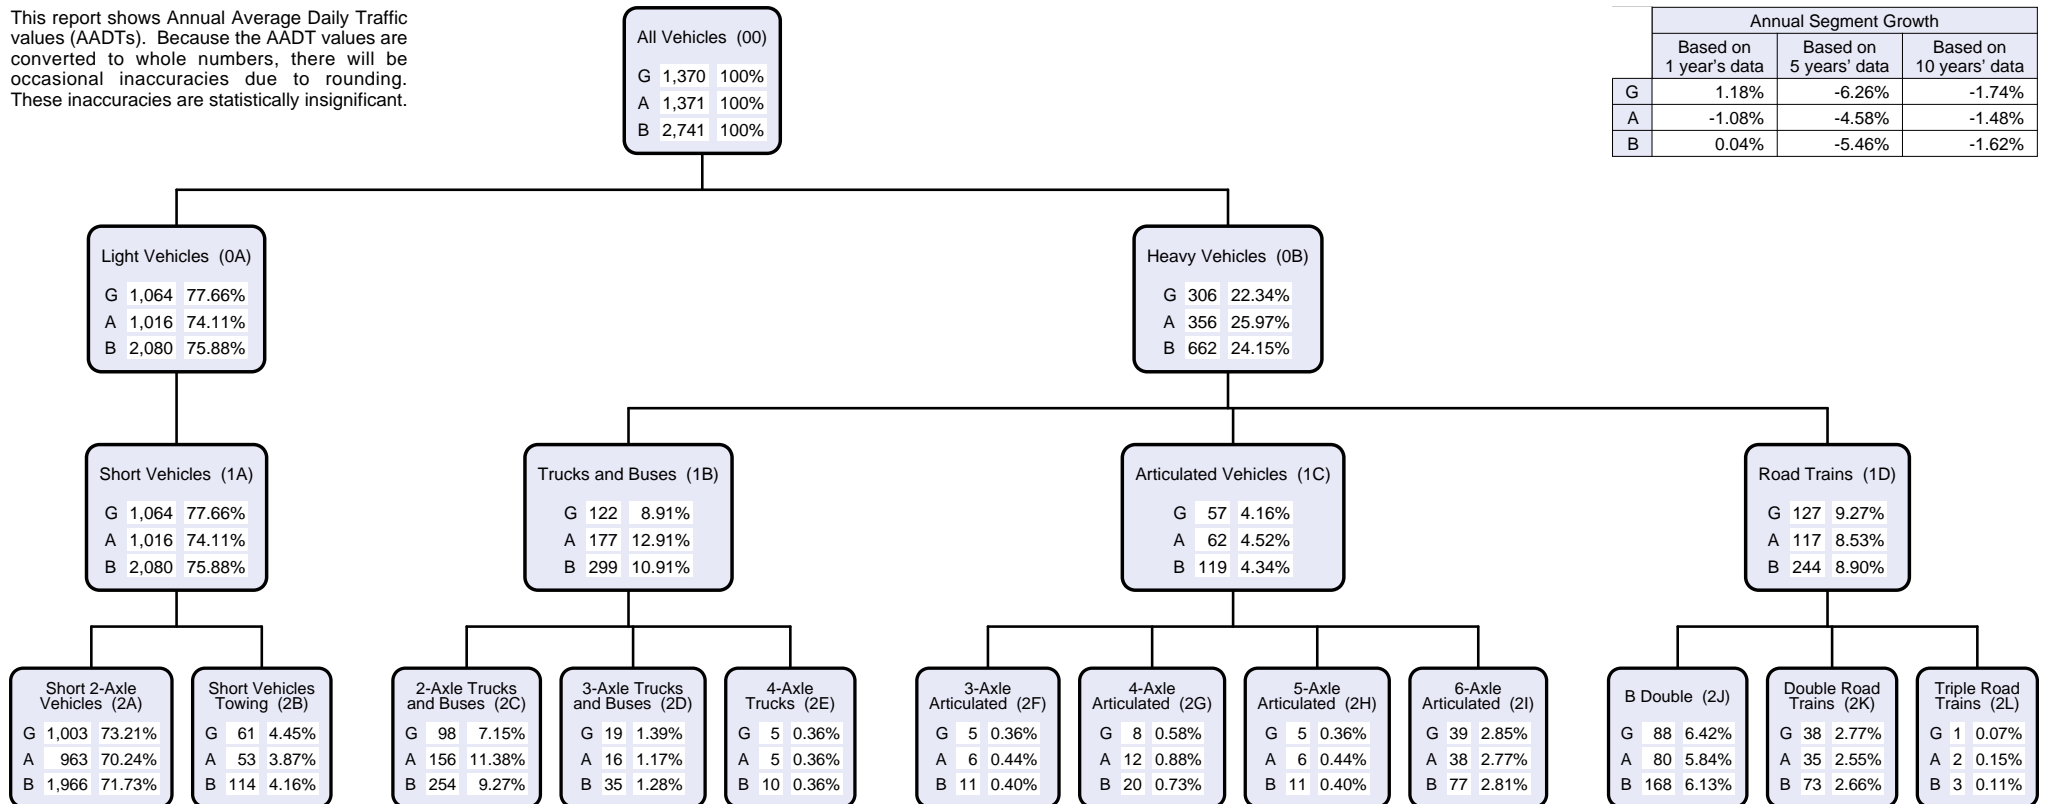 This report shows Annual Average Daily Traffic
values (AADTs). Because the AADT values are
converted to whole numbers, there will be
occasional inaccuracies due to rounding.
These inaccuracies are statistically insignificant.
All Vehicles (00)
G 1,370 100%
A 1,371 100%
B 2,741 100%
Annual Segment Growth
Based on 1 year's data Based on 5 years' data Based on 10 years' data
G 1.18% -6.26% -1.74%
A -1.08% -4.58% -1.48%
B 0.04% -5.46% -1.62%
Light Vehicles (0A)
G 1,064 77.66%
A 1,016 74.11%
B 2,080 75.88%
Heavy Vehicles (0B)
G 306 22.34%
A 356 25.97%
B 662 24.15%
Short Vehicles (1A)
G 1,064 77.66%
A 1,016 74.11%
B 2,080 75.88%
Trucks and Buses (1B)
G 122 8.91%
A 177 12.91%
B 299 10.91%
Articulated Vehicles (1C)
G 57 4.16%
A 62 4.52%
B 119 4.34%
Road Trains (1D)
G 127 9.27%
A 117 8.53%
B 244 8.90%
Short 2-Axle
Vehicles (2A)
G 1,003 73.21%
A 963 70.24%
B 1,966 71.73%
Short Vehicles
Towing (2B)
G 61 4.45%
A 53 3.87%
B 114 4.16%
2-Axle Trucks
and Buses (2C)
G 98 7.15%
A 156 11.38%
B 254 9.27%
3-Axle Trucks
and Buses (2D)
G 19 1.39%
A 16 1.17%
B 35 1.28%
4-Axle
Trucks (2E)
G 5 0.36%
A 5 0.36%
B 10 0.36%
3-Axle
Articulated (2F)
G 5 0.36%
A 6 0.44%
B 11 0.40%
4-Axle
Articulated (2G)
G 8 0.58%
A 12 0.88%
B 20 0.73%
5-Axle
Articulated (2H)
G 5 0.36%
A 6 0.44%
B 11 0.40%
6-Axle
Articulated (2I)
G 39 2.85%
A 38 2.77%
B 77 2.81%
B Double (2J)
G 88 6.42%
A 80 5.84%
B 168 6.13%
Double Road
Trains (2K)
G 38 2.77%
A 35 2.55%
B 73 2.66%
Triple Road
Trains (2L)
G 1 0.07%
A 2 0.15%
B 3 0.11%